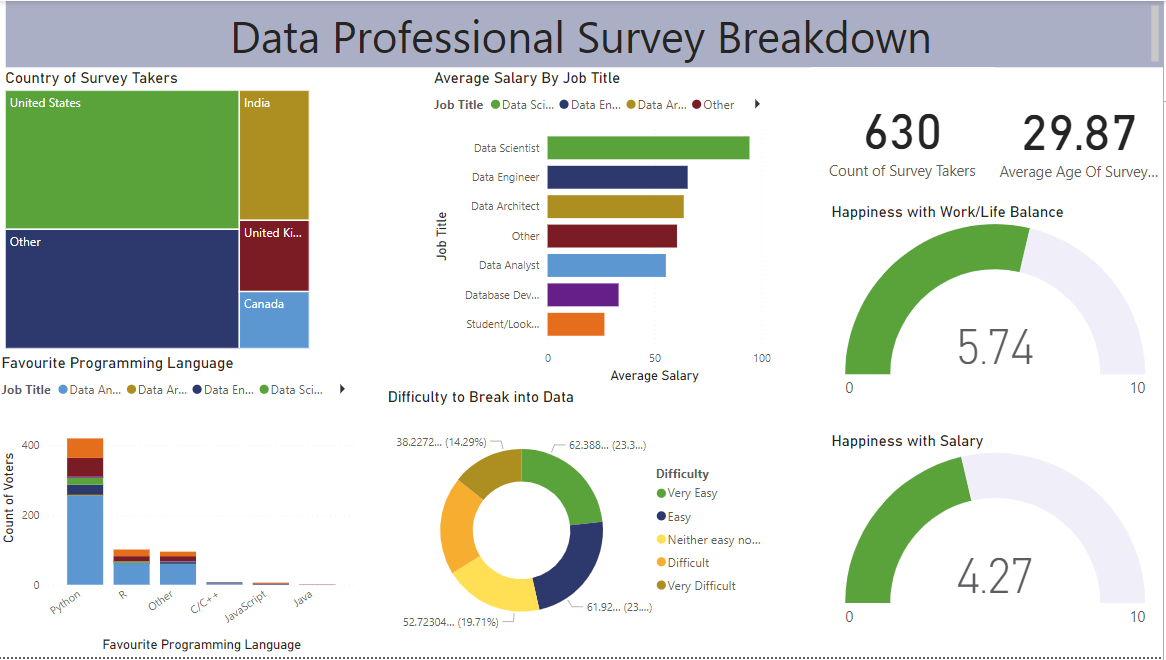 Data Professional Survey Breakdown
Country of Survey Takers
United States
India
Other
United Ki...
Canada
Average Salary By Job Title
Job Title Data Sci... Data En... Data Ar... Other
Job Title
Data Scientist
Data Engineer
Data Architect
Other
Data Analyst
Database Dev...
Student/Look...
0 50 100
Average Salary
630
Count of Survey Takers
29.87
Average Age Of Survey...
Happiness with Work/Life Balance
5.74
0 10
Favourite Programming Language
Job Title Data An... Data Ar... Data En... Data Sci...
Count of Voters
400
200
0
Python
R
Other
C/C++
JavaScript
Java
Favourite Programming Language
Difficulty to Break into Data
38.2272... (14.29%)
62.388... (23.3...)
61.92... (23....)
52.72304... (19.71%)
Difficulty
Very Easy
Easy
Neither easy no...
Difficult
Very Difficult
Happiness with Salary
4.27
0 10